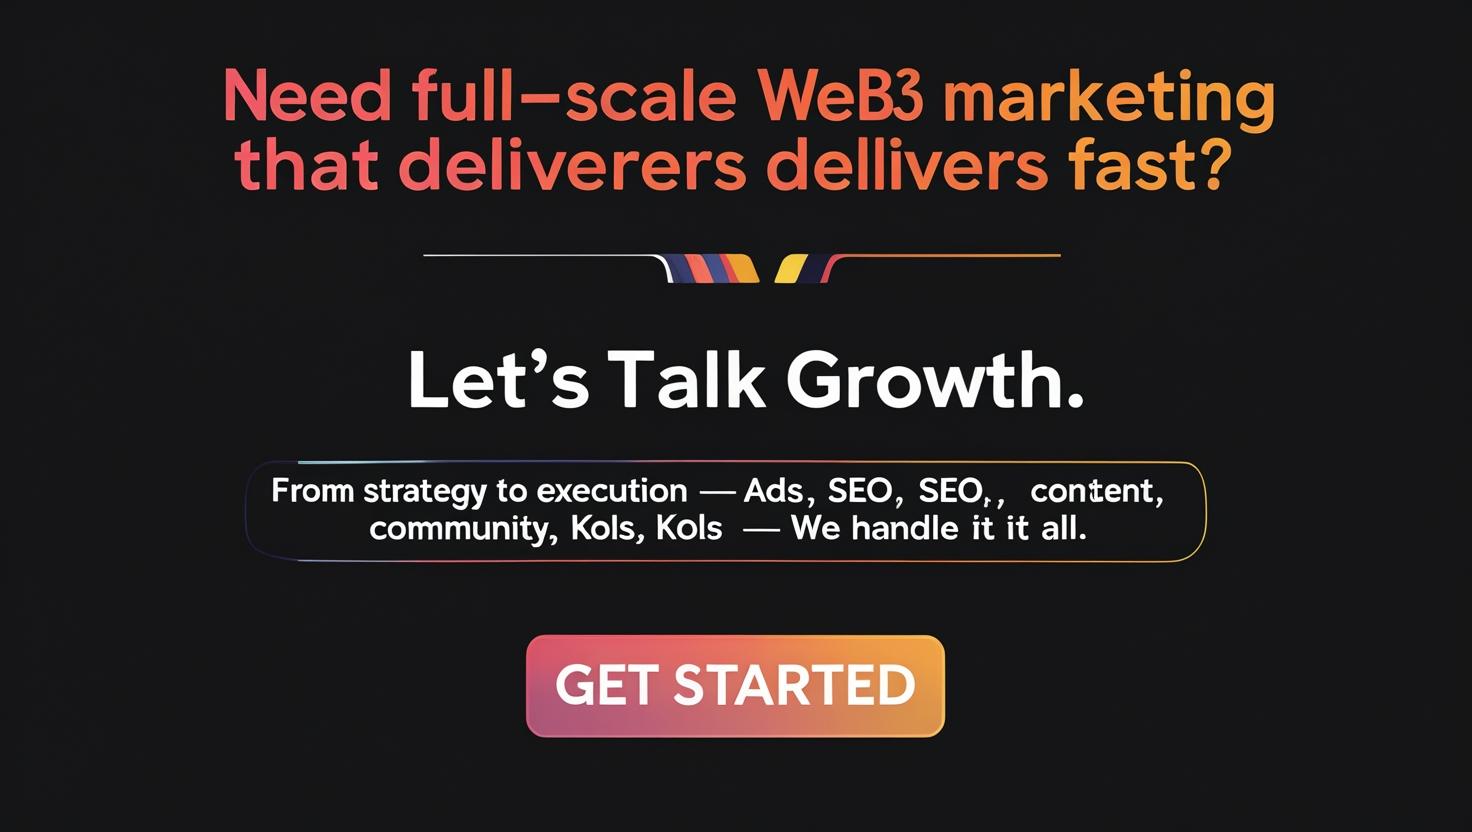 Need full–scale WeB3 marketing
that deliverers dellivers fast?
Let's Talk Growth.
From strategy to execution — Ads, SEO, SEO,, content,
community, Kols, Kols — We handle it it all.
GET STARTED